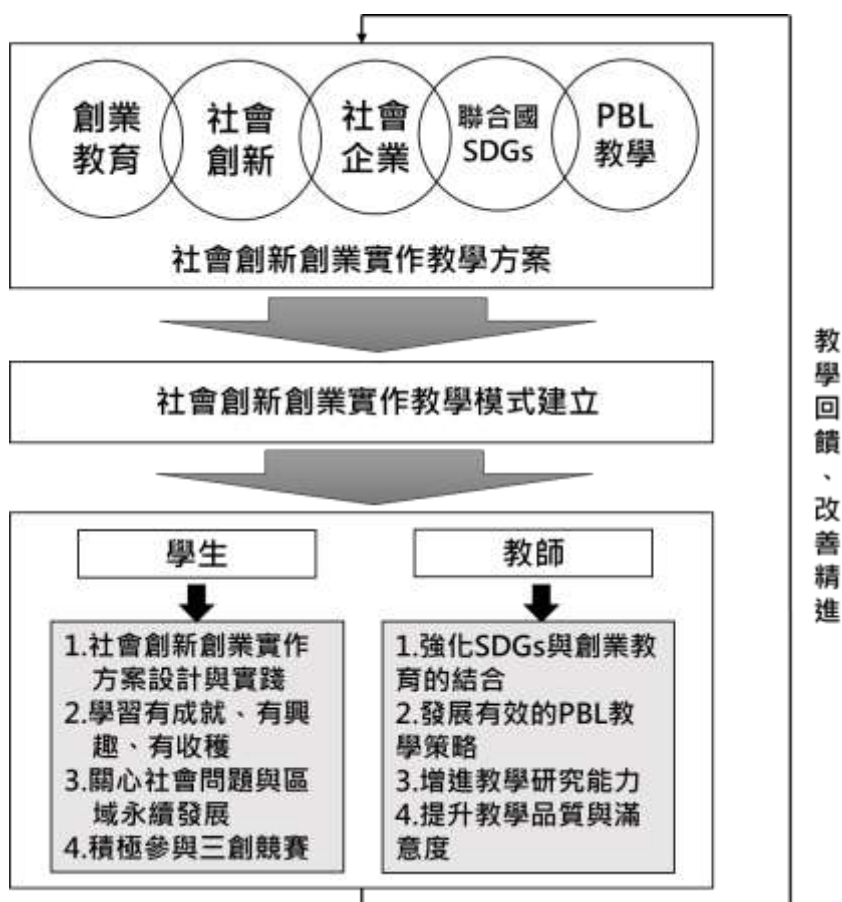 創業
教育
社會
創新
社會
企業
聯合國
SDGs
PBL
教學
社會創新創業實作教學方案
社會創新創業實作教學模式建立
學生
1.社會創新創業實作
方案設計與實踐
2.學習有成就、有興
趣、有收穫
3.關心社會問題與區
域永續發展
4.積極參與三創競賽
教師
1.強化SDGs與創業教
育的結合
2.發展有效的PBL教
學策略
3.增進教學研究能力
4.提升教學品質與滿
意度
教學回饋、改善精進